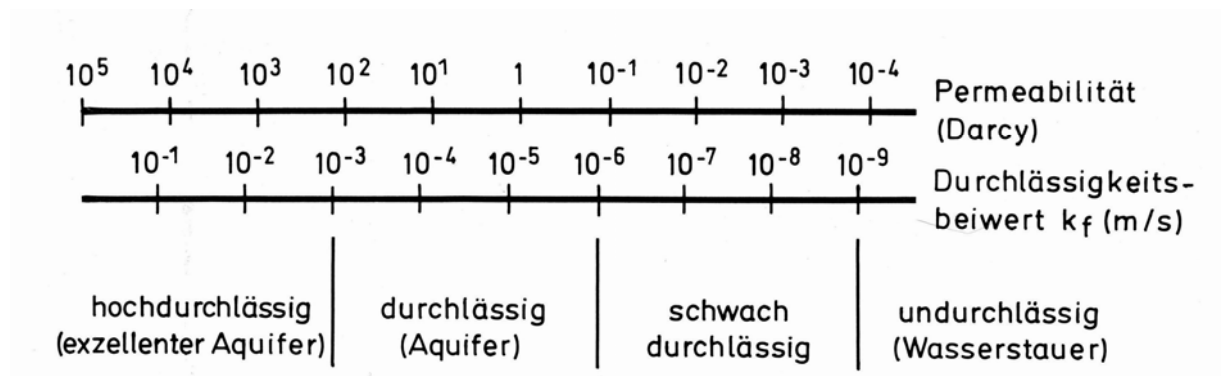 10⁵ 10⁴ 10³ 10² 10¹ 1 10⁻¹ 10⁻² 10⁻³ 10⁻⁴
Permeabilität
(Darcy)
10⁻¹ 10⁻² 10⁻³ 10⁻⁴ 10⁻⁵ 10⁻⁶ 10⁻⁷ 10⁻⁸ 10⁻⁹
Durchlässigkeits-
beiwert kf (m/s)
hochdurchlässig
(exzellenter Aquifer)
durchlässig
(Aquifer)
schwach
durchlässig
undurchlässig
(Wasserstauer)